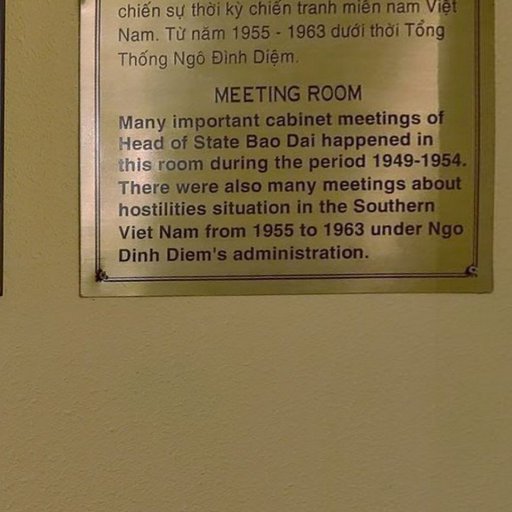 chiến sự thời kỳ chiến tranh miền nam Việt
Nam. Từ năm 1955 - 1963 dưới thời Tổng
Thống Ngô Đình Diệm.
MEETING ROOM
Many important cabinet meetings of
Head of State Bao Dai happened in
this room during the period 1949-1954.
There were also many meetings about
hostilities situation in the Southern
Viet Nam from 1955 to 1963 under Ngo
Dinh Diem's administration.